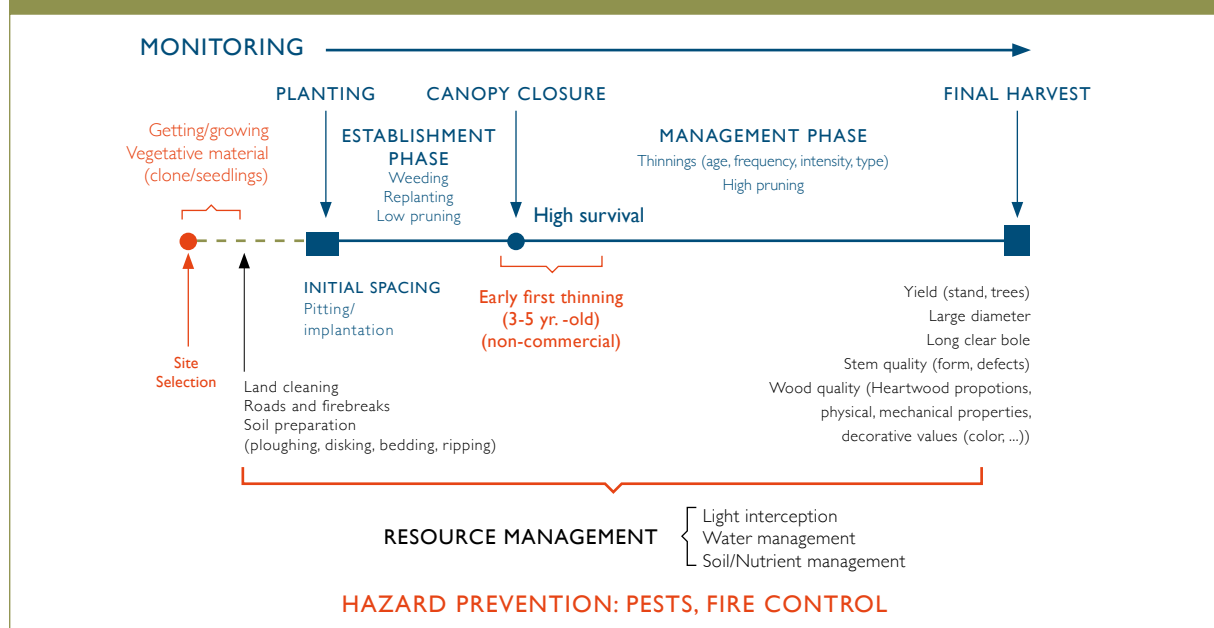 MONITORING
PLANTING
CANOPY CLOSURE
FINAL HARVEST
Getting/growing
Vegetative material
(clone/seedlings)
ESTABLISHMENT
PHASE
Weeding
Replanting
Low pruning
MANAGEMENT PHASE
Thinnings (age, frequency, intensity, type)
High pruning
High survival
INITIAL SPACING
Pitting/
implantation
Early first thinning
(3-5 yr. -old)
(non-commercial)
Site
Selection
Land cleaning
Roads and firebreaks
Soil preparation
(ploughing, disking, bedding, ripping)
Yield (stand, trees)
Large diameter
Long clear bole
Stem quality (form, defects)
Wood quality (Heartwood propotions,
physical, mechanical properties,
decorative values (color, ...))
RESOURCE MANAGEMENT
Light interception
Water management
Soil/Nutrient management
HAZARD PREVENTION: PESTS, FIRE CONTROL